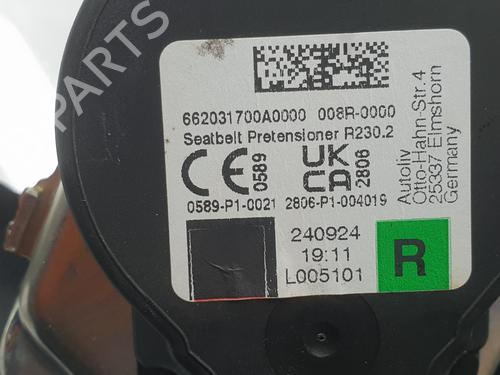 PARTS
662031700A0000 008R-0000
Seatbelt Pretensioner R230.2
CE 0589
UK CA 2806
0589-P1-0021 2806-P1-004019
Autoliv
Otto-Hahn-Str.4
25337 Elmshorn
Germany
240924
19:11
L005101
R